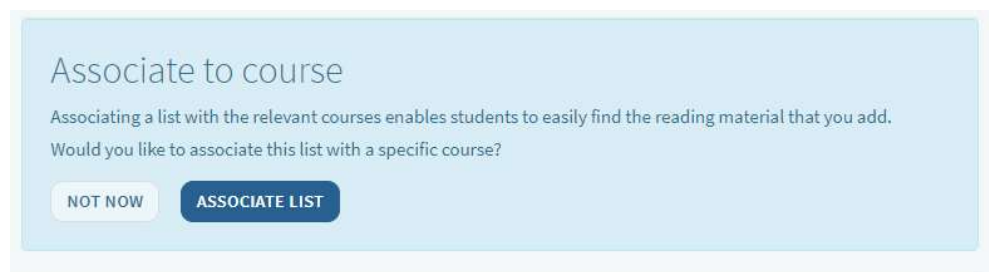 Associate to course
Associating a list with the relevant courses enables students to easily find the reading material that you add.
Would you like to associate this list with a specific course?
NOT NOW ASSOCIATE LIST